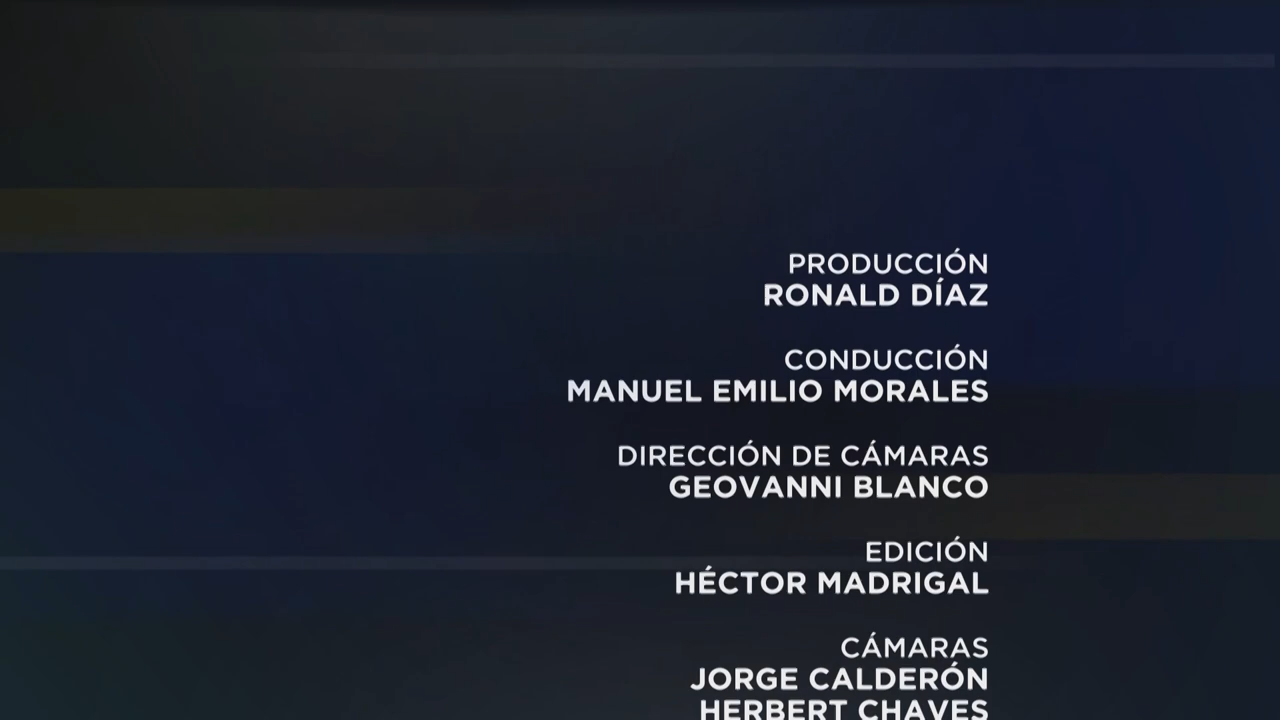 PRODUCCIÓN
RONALD DÍAZ
CONDUCCIÓN
MANUEL EMILIO MORALES
DIRECCIÓN DE CÁMARAS
GEOVANNI BLANCO
EDICIÓN
HÉCTOR MADRIGAL
CÁMARAS
JORGE CALDERÓN
HERBERT CHAVES